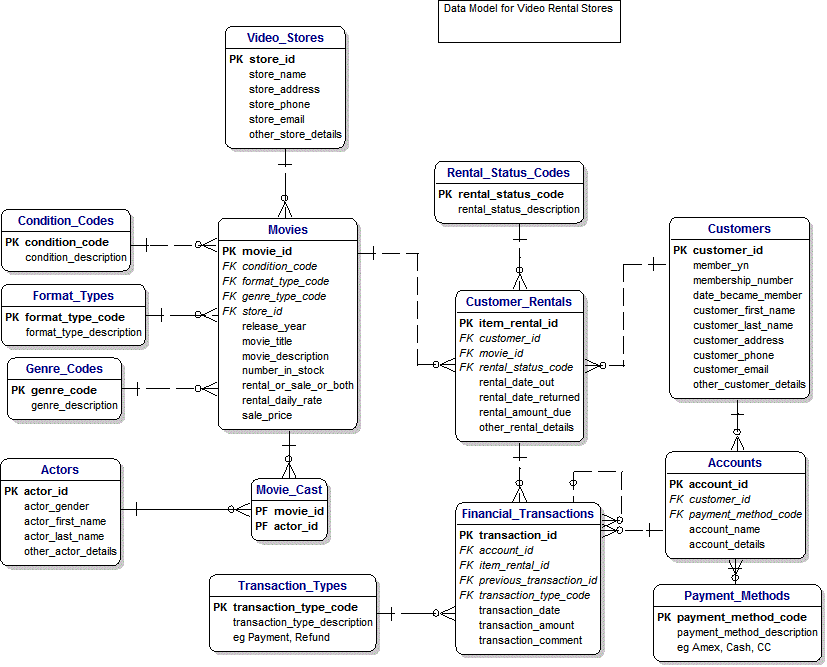 Data Model for Video Rental Stores
Video_Stores
PK store_id
store_name
store_address
store_phone
store_email
other_store_details
Rental_Status_Codes
PK rental_status_code
rental_status_description
Condition_Codes
PK condition_code
condition_description
Format_Types
PK format_type_code
format_type_description
Genre_Codes
PK genre_code
genre_description
Movies
PK movie_id
FK condition_code
FK format_type_code
FK genre_type_code
FK store_id
release_year
movie_title
movie_description
number_in_stock
rental_or_sale_or_both
rental_daily_rate
sale_price
Customer_Rentals
PK item_rental_id
FK customer_id
FK movie_id
FK rental_status_code
rental_date_out
rental_date_returned
rental_amount_due
other_rental_details
Customers
PK customer_id
member_yn
membership_number
date_became_member
customer_first_name
customer_last_name
customer_address
customer_phone
customer_email
other_customer_details
Actors
PK actor_id
actor_gender
actor_first_name
actor_last_name
other_actor_details
Movie_Cast
PF movie_id
PF actor_id
Financial_Transactions
PK transaction_id
FK account_id
FK item_rental_id
FK previous_transaction_id
FK transaction_type_code
transaction_date
transaction_amount
transaction_comment
Accounts
PK account_id
FK customer_id
FK payment_method_code
account_name
account_details
Transaction_Types
PK transaction_type_code
transaction_type_description
eg Payment, Refund
Payment_Methods
PK payment_method_code
payment_method_description
eg Amex, Cash, CC